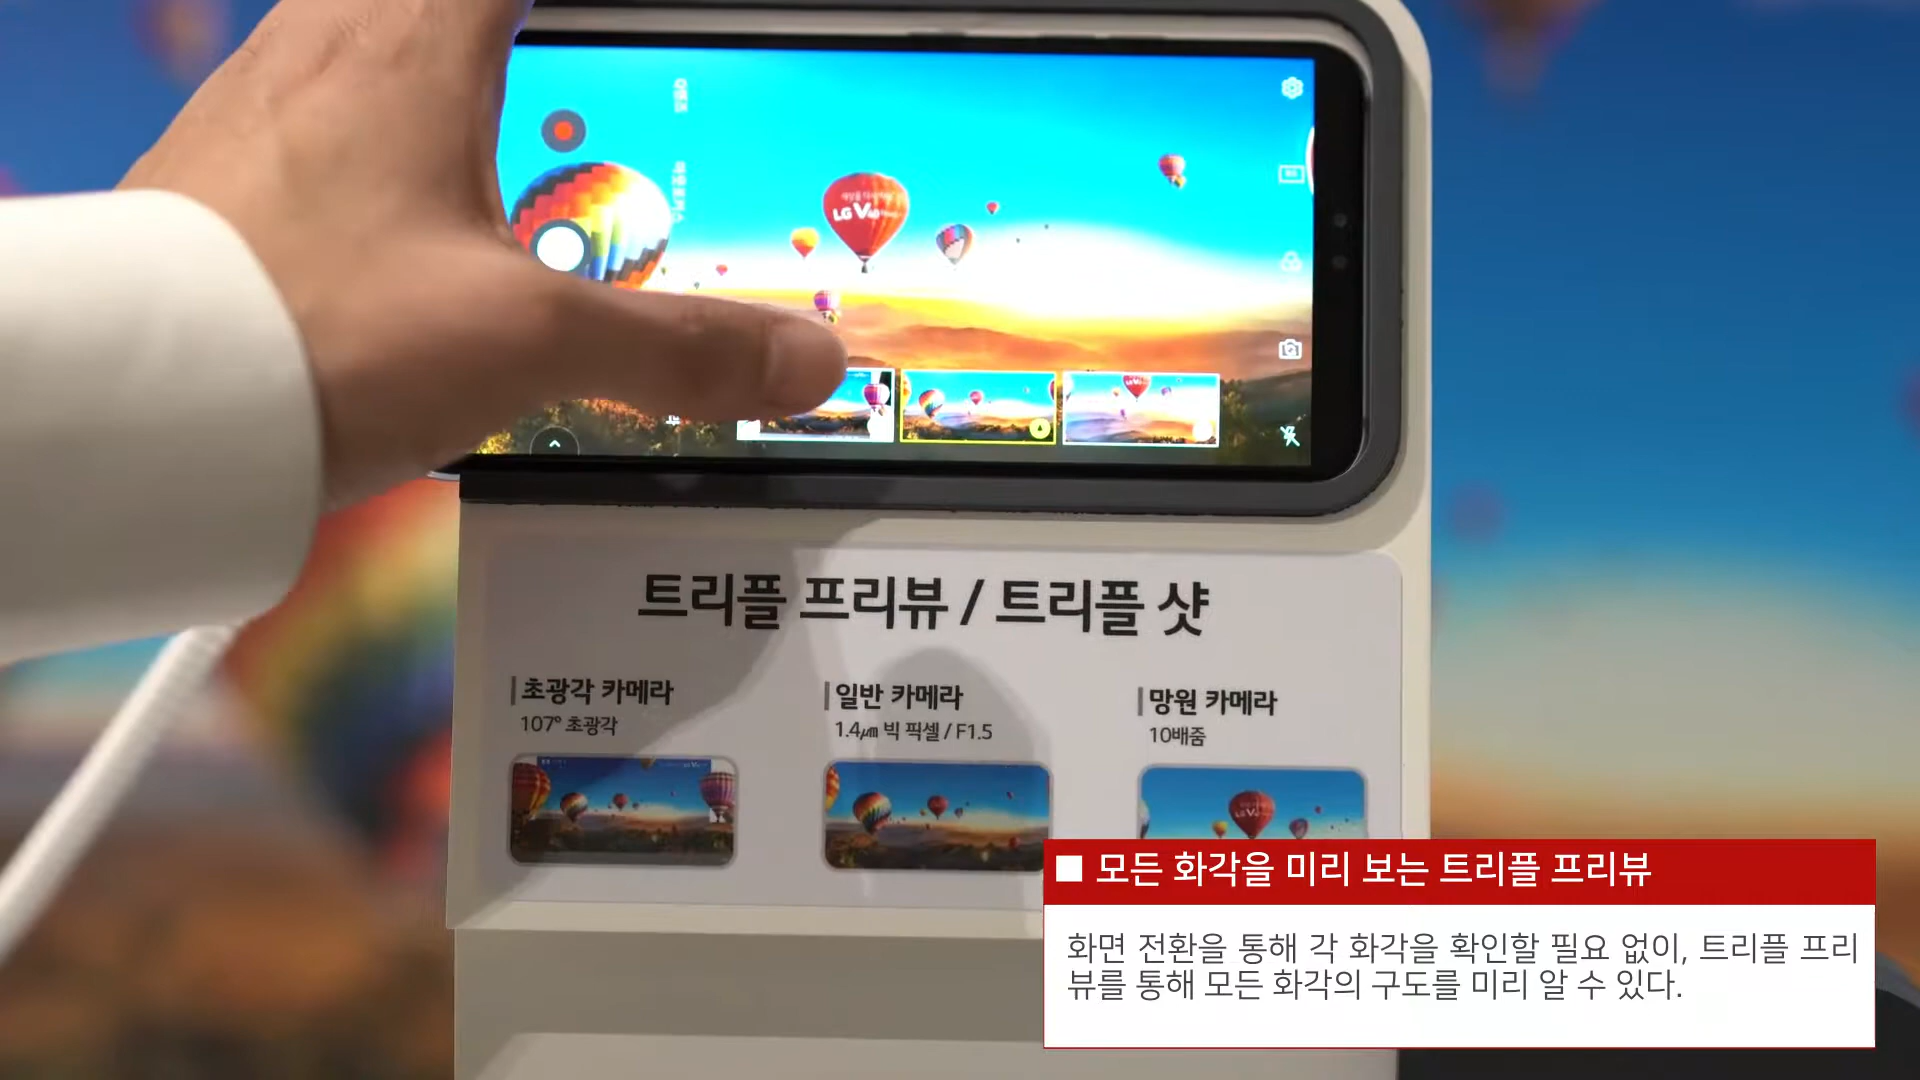 LG V40
트리플 프리뷰 / 트리플 샷
초광각 카메라
107° 초광각
일반 카메라
1.4㎛ 빅 픽셀 / F1.5
망원 카메라
10배줌
■ 모든 화각을 미리 보는 트리플 프리뷰
화면 전환을 통해 각 화각을 확인할 필요 없이, 트리플 프리
뷰를 통해 모든 화각의 구도를 미리 알 수 있다.